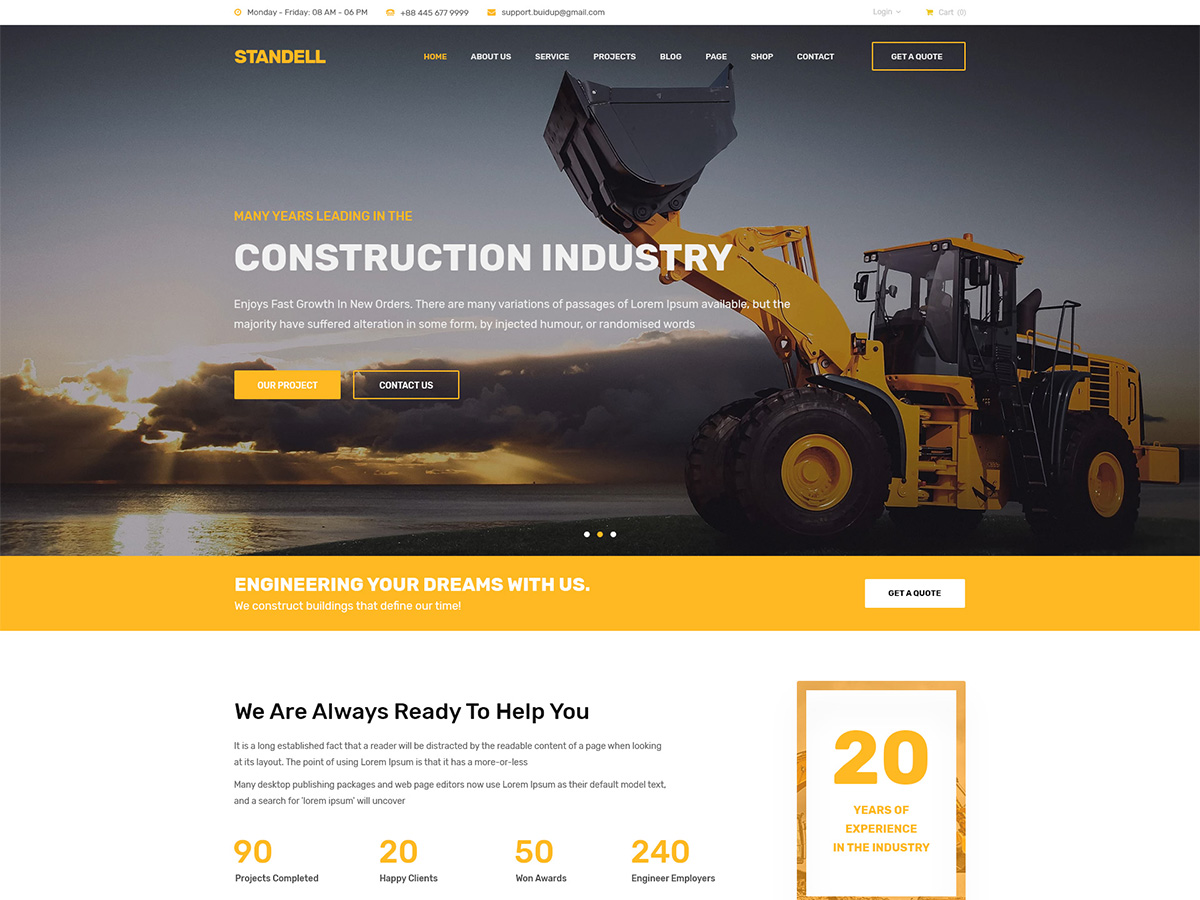 Monday - Friday: 08 AM - 06 PM
+88 445 677 9999
support.buidup@gmail.com
Login
Cart (0)
STANDELL
HOME
ABOUT US
SERVICE
PROJECTS
BLOG
PAGE
SHOP
CONTACT
GET A QUOTE
MANY YEARS LEADING IN THE
CONSTRUCTION INDUSTRY
Enjoys Fast Growth In New Orders. There are many variations of passages of Lorem Ipsum available, but the
majority have suffered alteration in some form, by injected humour, or randomised words
OUR PROJECT
CONTACT US
ENGINEERING YOUR DREAMS WITH US.
We construct buildings that define our time!
GET A QUOTE
We Are Always Ready To Help You
It is a long established fact that a reader will be distracted by the readable content of a page when looking
at its layout. The point of using Lorem Ipsum is that it has a more-or-less
Many desktop publishing packages and web page editors now use Lorem Ipsum as their default model text,
and a search for 'lorem ipsum' will uncover
90
Projects Completed
20
Happy Clients
50
Won Awards
240
Engineer Employers
20
YEARS OF
EXPERIENCE
IN THE INDUSTRY